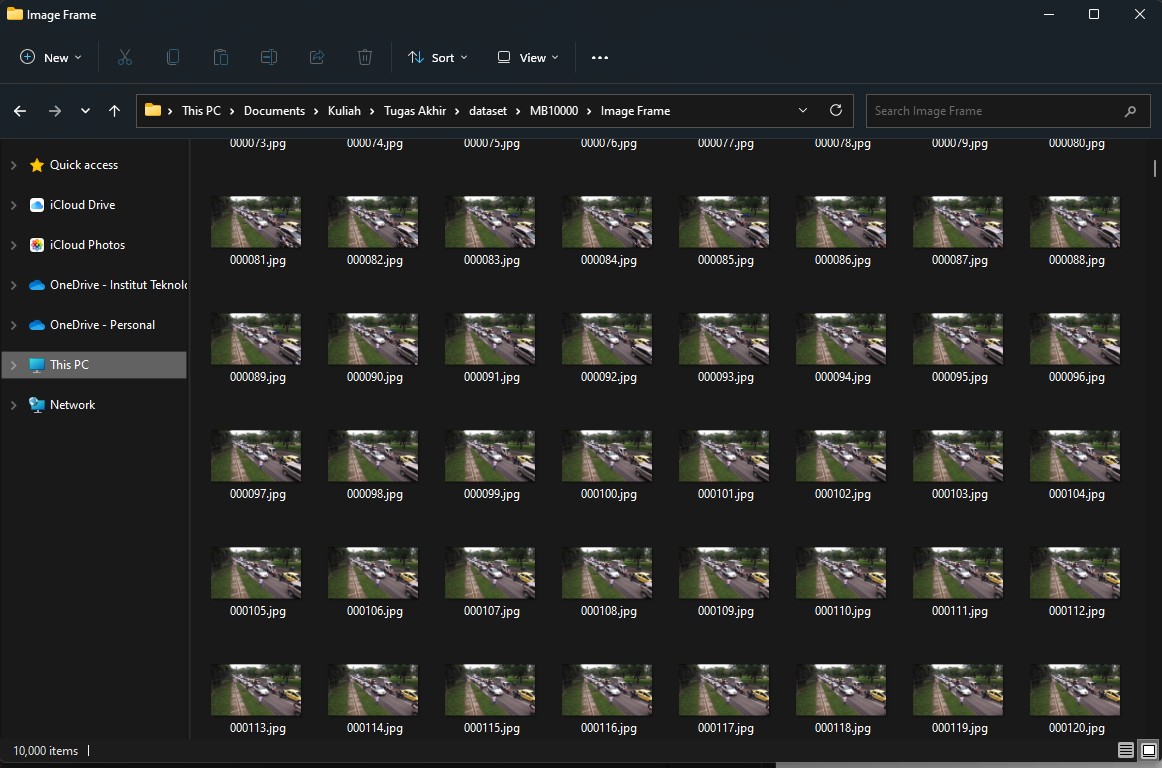 Image Frame
New Sort View
This PC Documents Kuliah Tugas Akhir dataset MB10000 Image Frame Search Image Frame
Quick access
iCloud Drive
iCloud Photos
OneDrive - Institut Teknolo
OneDrive - Personal
This PC
Network
000073.jpg 000074.jpg 000075.jpg 000076.jpg 000077.jpg 000078.jpg 000079.jpg 000080.jpg
000081.jpg 000082.jpg 000083.jpg 000084.jpg 000085.jpg 000086.jpg 000087.jpg 000088.jpg
000089.jpg 000090.jpg 000091.jpg 000092.jpg 000093.jpg 000094.jpg 000095.jpg 000096.jpg
000097.jpg 000098.jpg 000099.jpg 000100.jpg 000101.jpg 000102.jpg 000103.jpg 000104.jpg
000105.jpg 000106.jpg 000107.jpg 000108.jpg 000109.jpg 000110.jpg 000111.jpg 000112.jpg
000113.jpg 000114.jpg 000115.jpg 000116.jpg 000117.jpg 000118.jpg 000119.jpg 000120.jpg
10,000 items